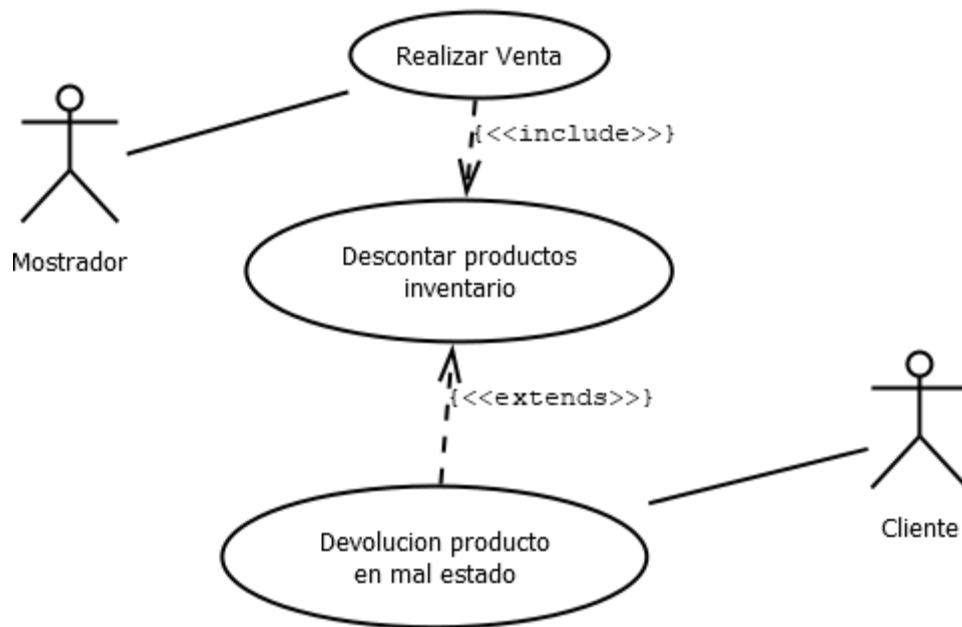 Realizar Venta
{<<include>>}
Mostrador
Descontar productos
inventario
{<<extends>>}
Devolucion producto
en mal estado
Cliente